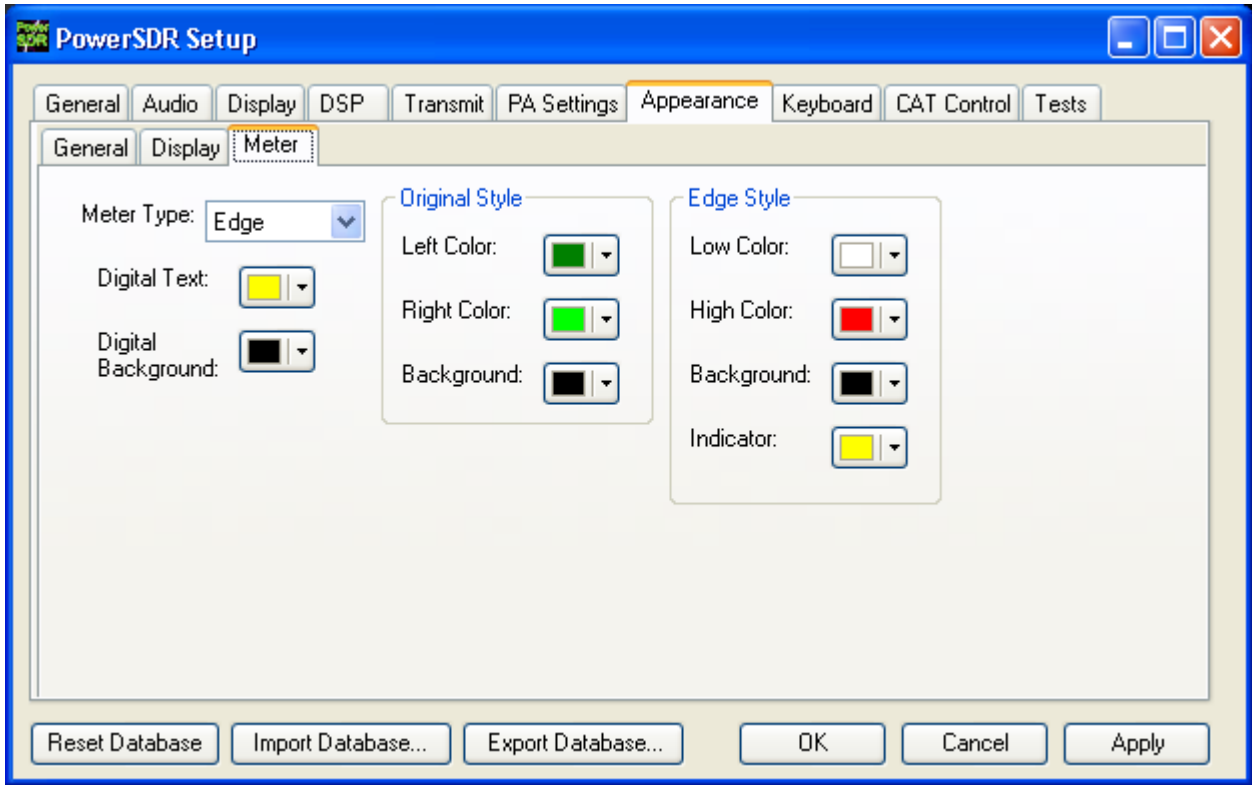 Power SDR PowerSDR Setup
General Audio Display DSP Transmit PA Settings Appearance Keyboard CAT Control Tests
General Display Meter
Meter Type: Edge
Digital Text:
Digital
Background:
Original Style
Left Color:
Right Color:
Background:
Edge Style
Low Color:
High Color:
Background:
Indicator:
Reset Database Import Database... Export Database... OK Cancel Apply